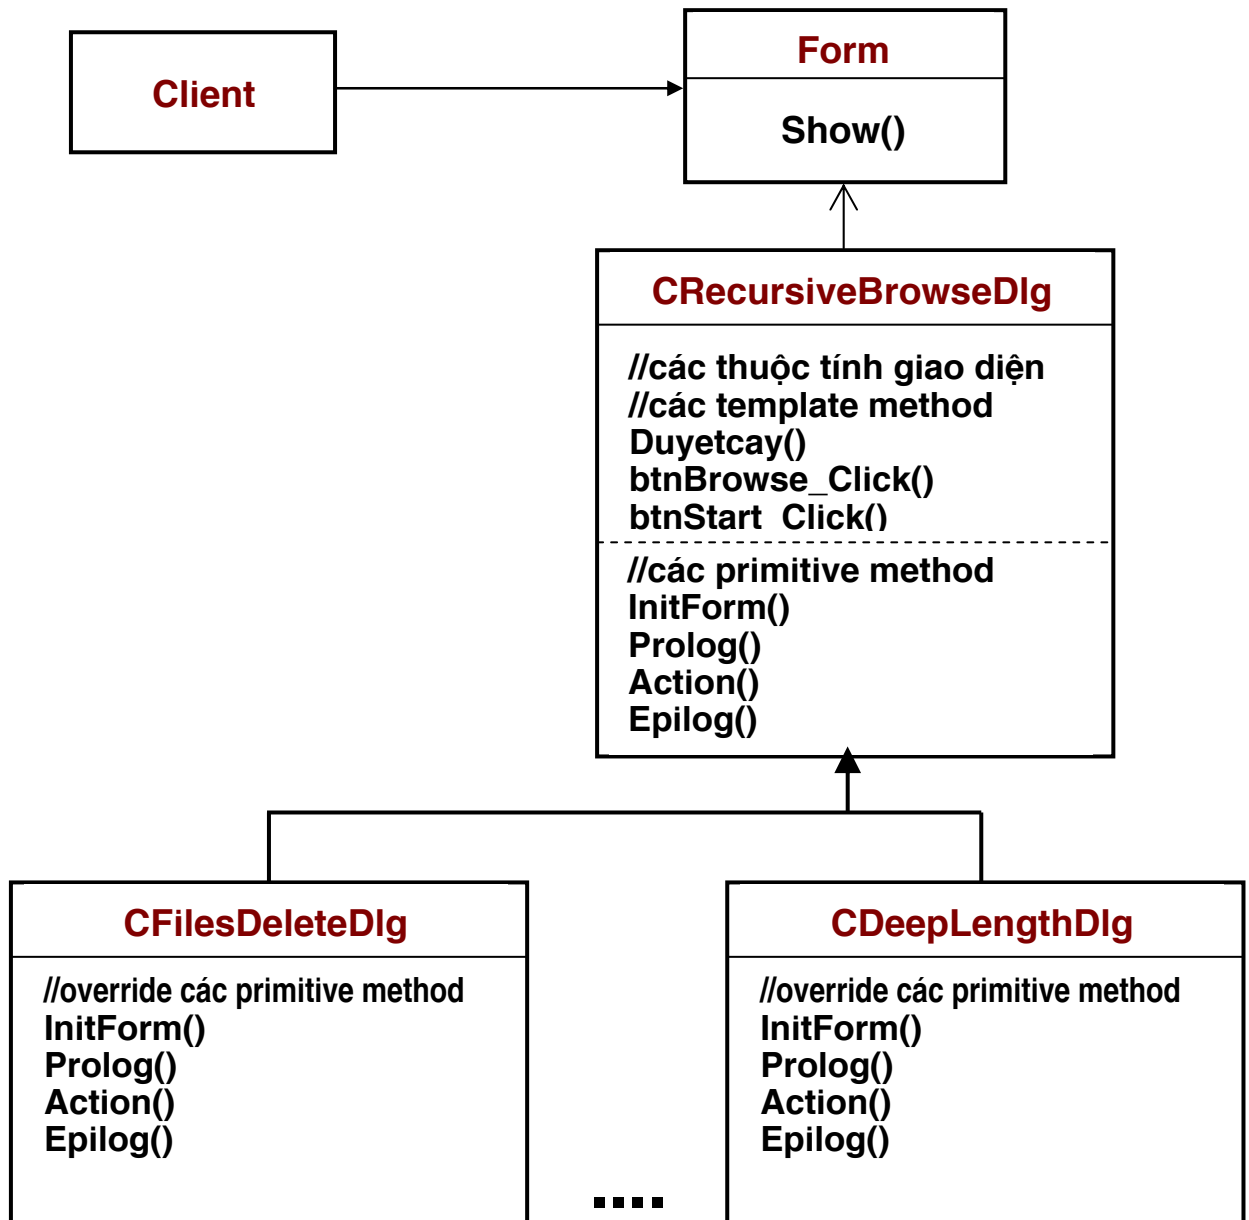 Client
Form
Show()
CRecursiveBrowseDlg
//các thuộc tính giao diện
//các template method
Duyetcay()
btnBrowse_Click()
btnStart_Click()
//các primitive method
InitForm()
Prolog()
Action()
Epilog()
CFilesDeleteDlg
//override các primitive method
InitForm()
Prolog()
Action()
Epilog()
CDeepLengthDlg
//override các primitive method
InitForm()
Prolog()
Action()
Epilog()
....